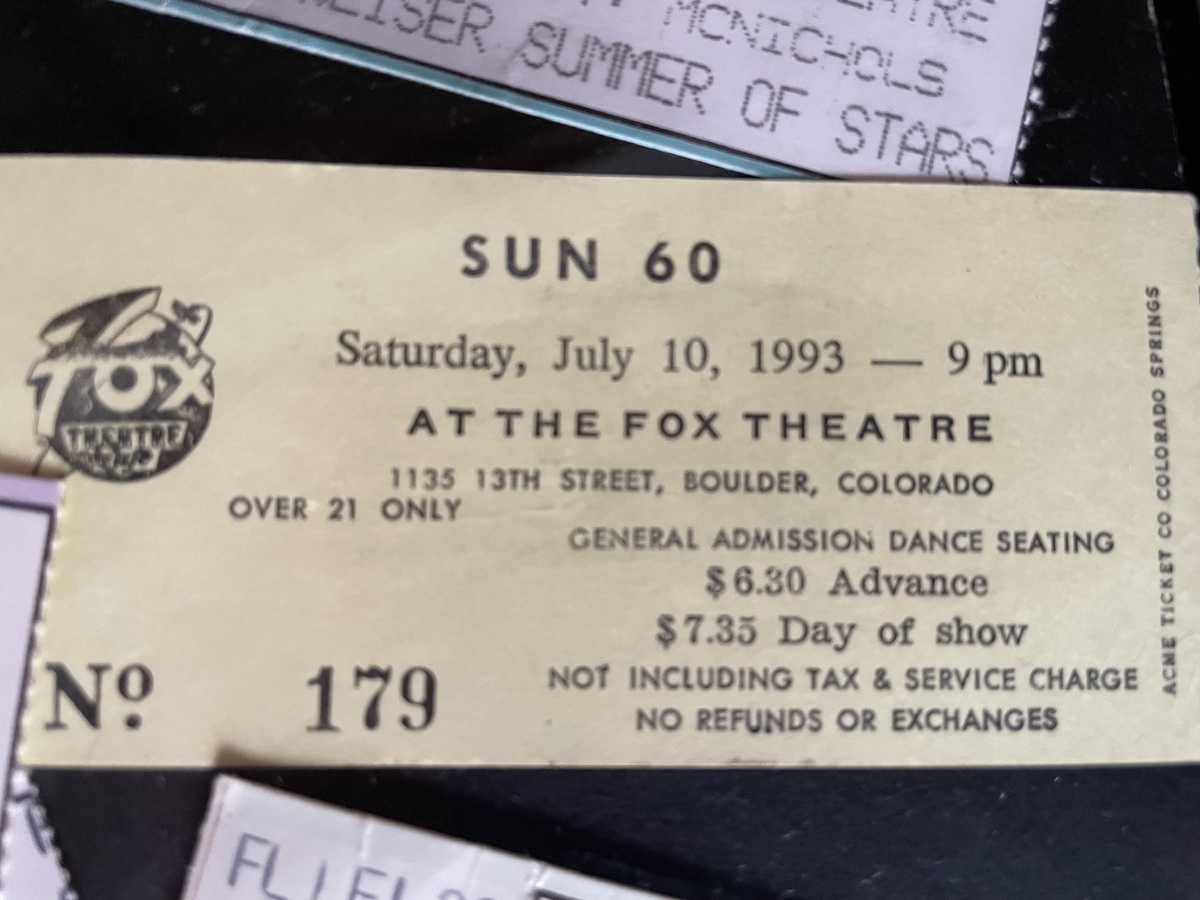 MCNICHOLS
SUMMER OF STARS
SUN 60
Saturday, July 10, 1993 — 9 pm
FOX
THEATRE
AT THE FOX THEATRE
1135 13TH STREET, BOULDER, COLORADO
OVER 21 ONLY
GENERAL ADMISSION DANCE SEATING
$6.30 Advance
$7.35 Day of show
NOT INCLUDING TAX & SERVICE CHARGE
NO REFUNDS OR EXCHANGES
Nº 179
ACME TICKET CO COLORADO SPRINGS